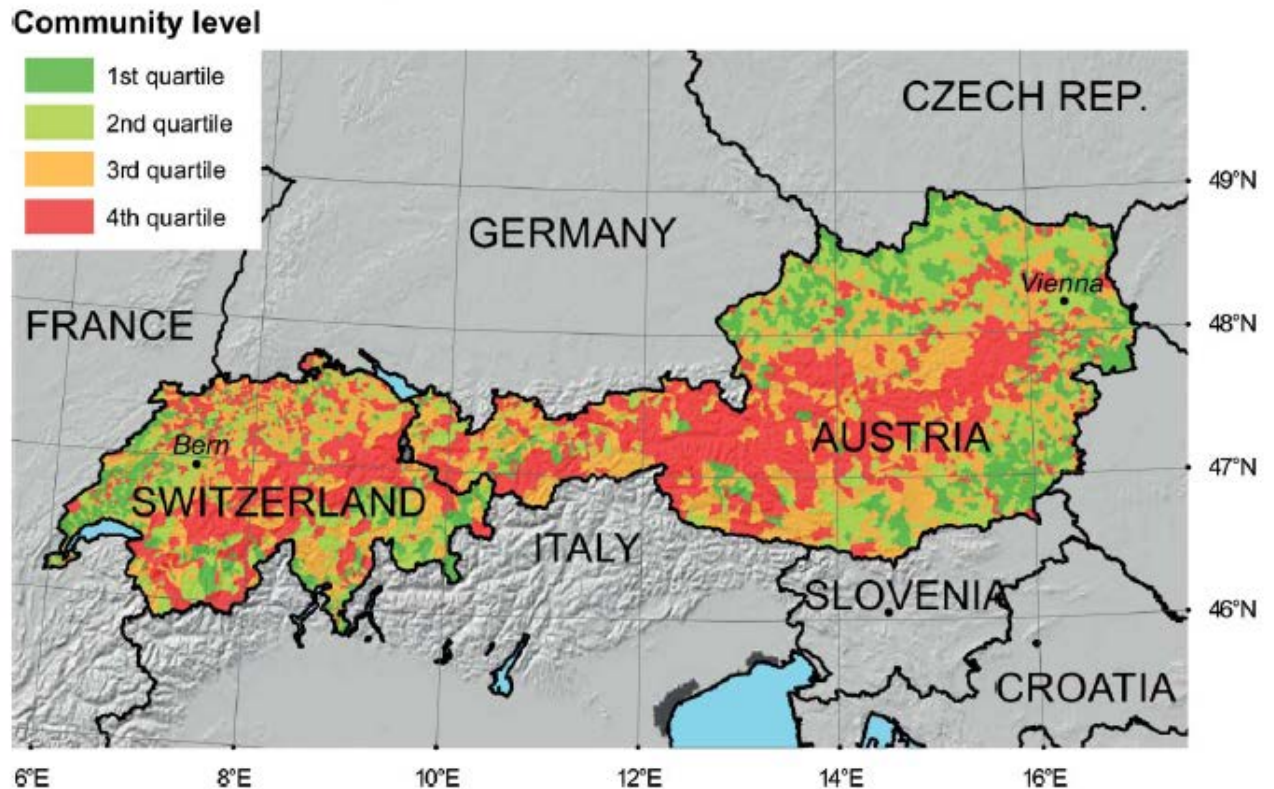 Community level
1st quartile
2nd quartile
3rd quartile
4th quartile
CZECH REP.
49°N
GERMANY
Vienna
FRANCE
48°N
Bern
AUSTRIA
47°N
SWITZERLAND
ITALY
SLOVENIA
46°N
CROATIA
6°E 8°E 10°E 12°E 14°E 16°E